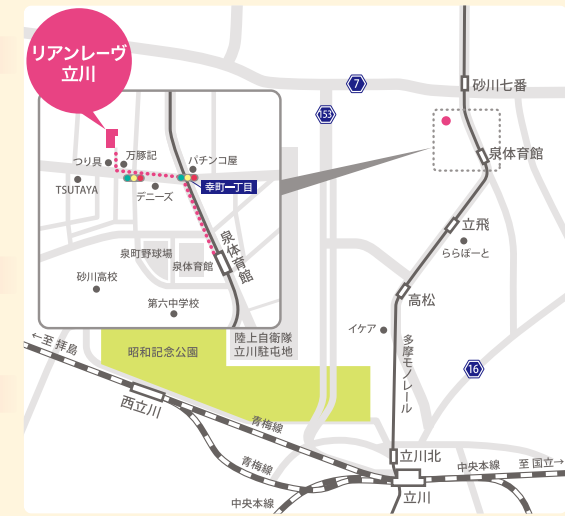 リアンレーヴ
立川
7
153
砂川七番
泉体育館
立飛
ららぽーと
高松
イケア
多摩モノレール
16
立川北
中央本線
至 国立→
立川
つり具
万豚記
パチンコ屋
TSUTAYA
デニーズ
幸町一丁目
泉町野球場
泉体育館
泉体育館
砂川高校
第六中学校
←至 拝島
昭和記念公園
陸上自衛隊
立川駐屯地
西立川
青梅線
青梅線
中央本線